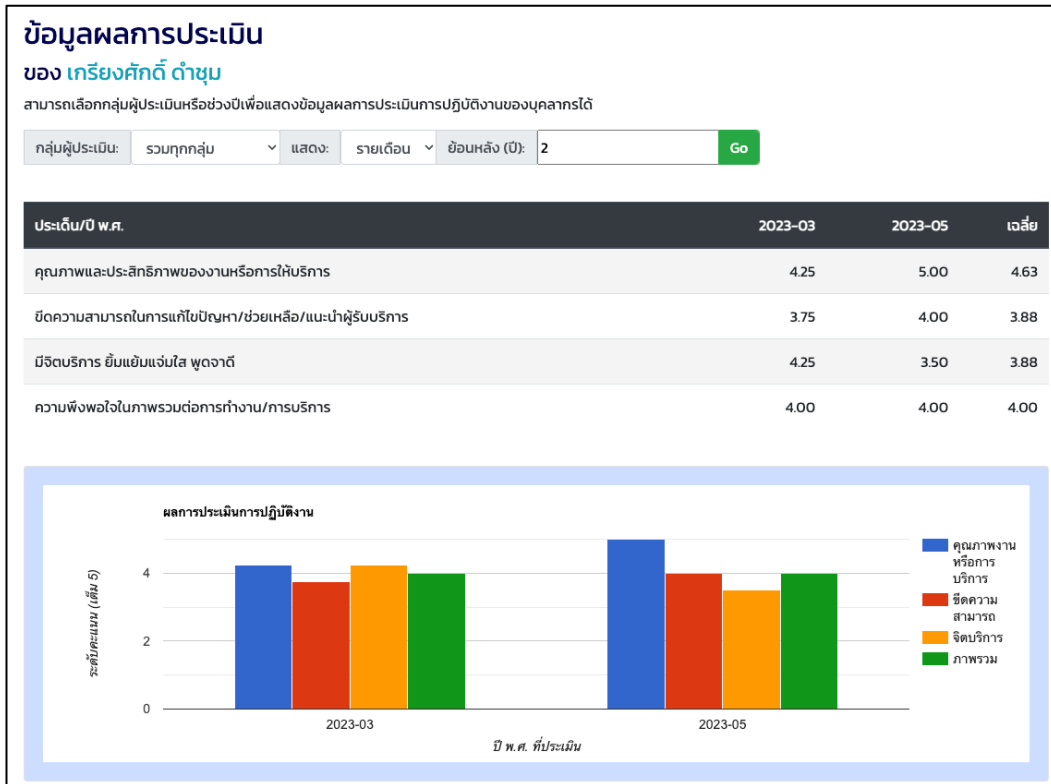 ข้อมูลผลการประเมิน
ของ เกรียงศักดิ์ ดำชุม
สามารถเลือกกลุ่มผู้ประเมินหรือช่วงปีเพื่อแสดงข้อมูลผลการประเมินการปฏิบัติงานของบุคลากรได้
กลุ่มผู้ประเมิน: รวมทุกกลุ่ม แสดง: รายเดือน ย้อนหลัง (ปี): 2 Go
ประเด็น/ปี พ.ศ. 2023-03 2023-05 เฉลี่ย
คุณภาพและประสิทธิภาพของงานหรือการให้บริการ 4.25 5.00 4.63
ขีดความสามารถในการแก้ไขปัญหา/ช่วยเหลือ/แนะนำผู้รับบริการ 3.75 4.00 3.88
มีจิตบริการ ยิ้มแย้มแจ่มใส พูดจาดี 4.25 3.50 3.88
ความพึงพอใจในภาพรวมต่อการทำงาน/การบริการ 4.00 4.00 4.00
ผลการประเมินการปฏิบัติงาน
ระดับคะแนน (เต็ม 5)
4
2
0
2023-03 2023-05
ปี พ.ศ. ที่ประเมิน
คุณภาพงาน
หรือการ
บริการ
ขีดความ
สามารถ
จิตบริการ
ภาพรวม